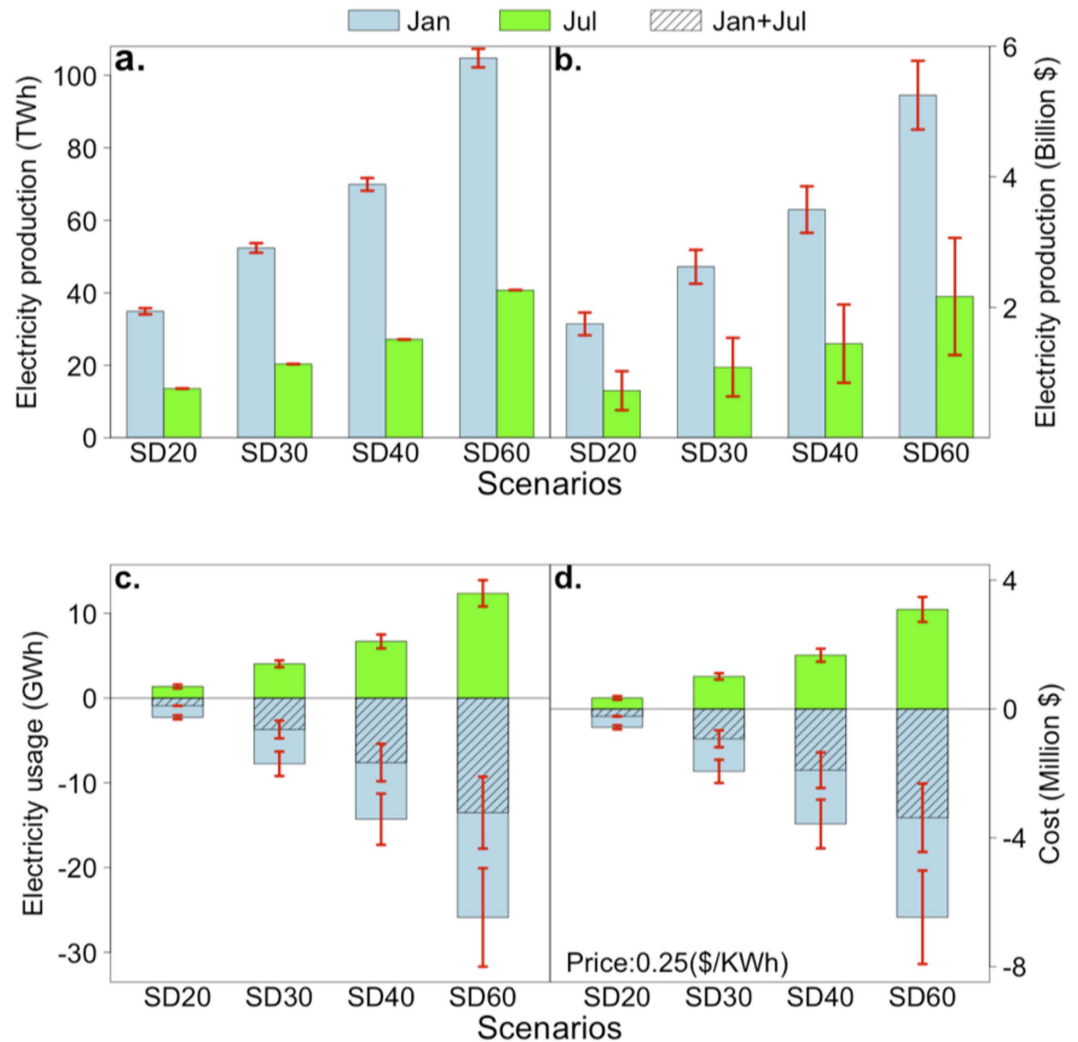 Jan Jul Jan+Jul
a.
Electricity production (TWh)
100
80
60
40
20
0
SD20 SD30 SD40 SD60
b.
Electricity production (Billion $)
6
4
2
SD20 SD30 SD40 SD60
Scenarios
c.
Electricity usage (GWh)
10
0
-10
-20
-30
SD20 SD30 SD40 SD60
d.
Cost (Million $)
4
0
-4
-8
Price:0.25($/KWh)
SD20 SD30 SD40 SD60
Scenarios